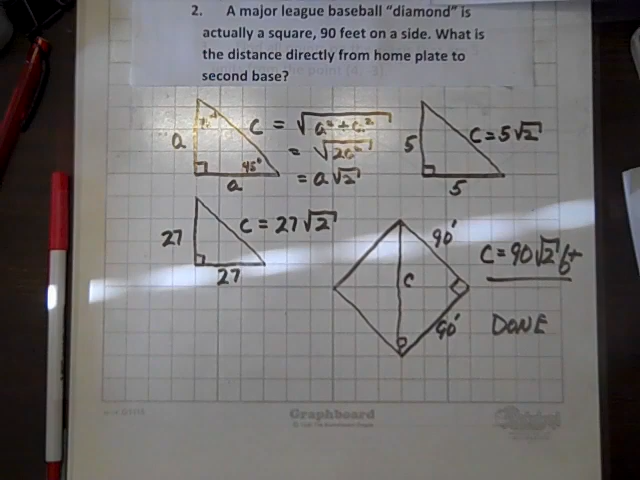 2. A major league baseball “diamond” is
actually a square, 90 feet on a side. What is
the distance directly from home plate to
second base?
a
45°
a
C = √a²+a²
= √2a²
= a√2
5
5
C = 5√2
27
27
C = 27√2
90'
C
90'
C = 90√2 ft
DONE
Graphboard